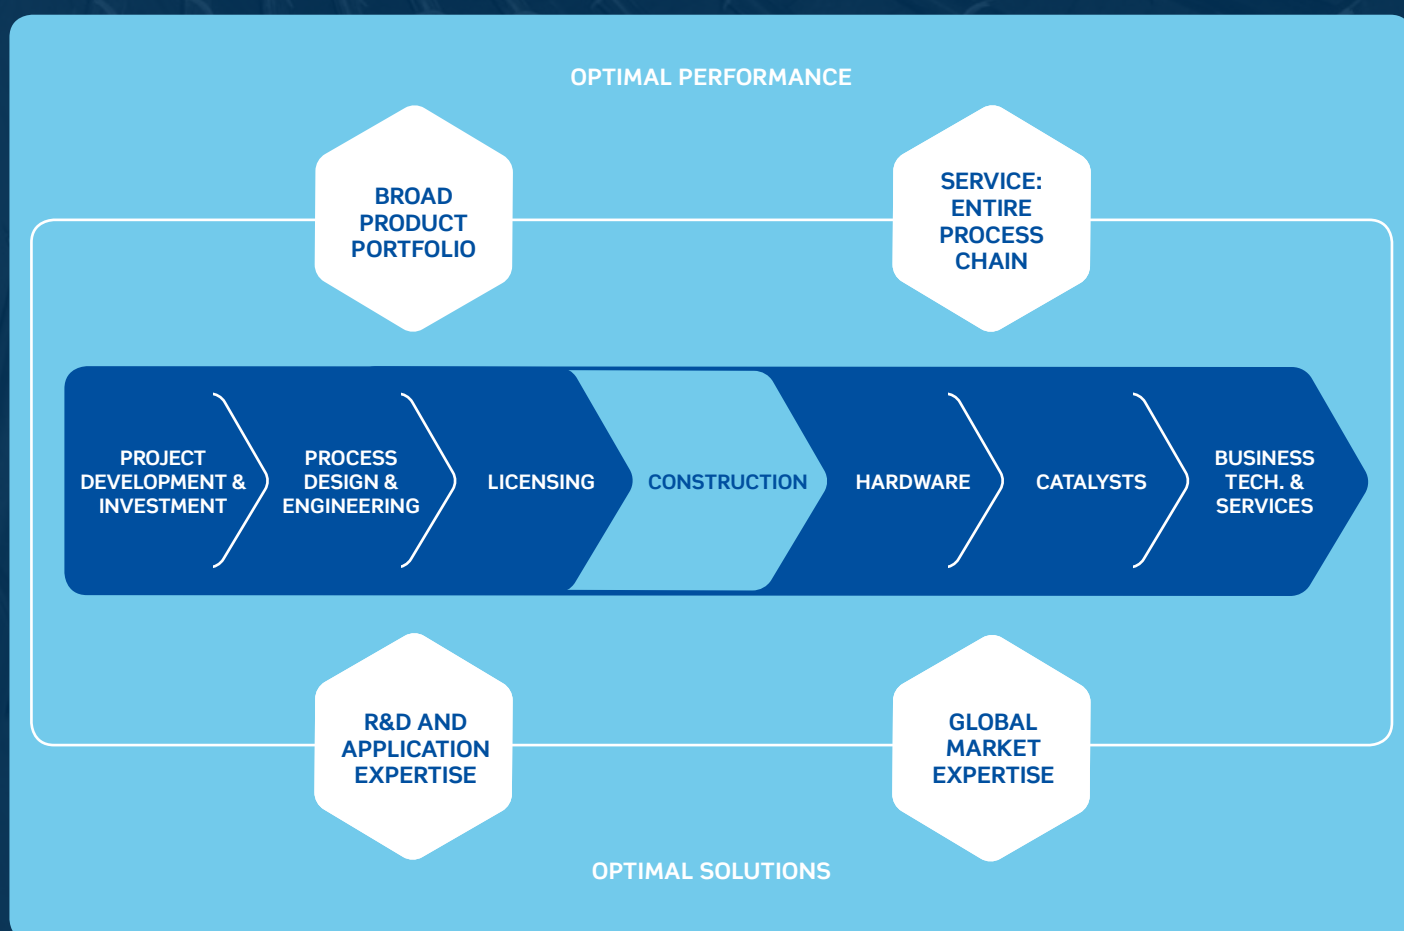 OPTIMAL PERFORMANCE
BROAD
PRODUCT
PORTFOLIO
SERVICE:
ENTIRE
PROCESS
CHAIN
PROJECT
DEVELOPMENT &
INVESTMENT
PROCESS
DESIGN &
ENGINEERING
LICENSING
CONSTRUCTION
HARDWARE
CATALYSTS
BUSINESS
TECH. &
SERVICES
R&D AND
APPLICATION
EXPERTISE
GLOBAL
MARKET
EXPERTISE
OPTIMAL SOLUTIONS